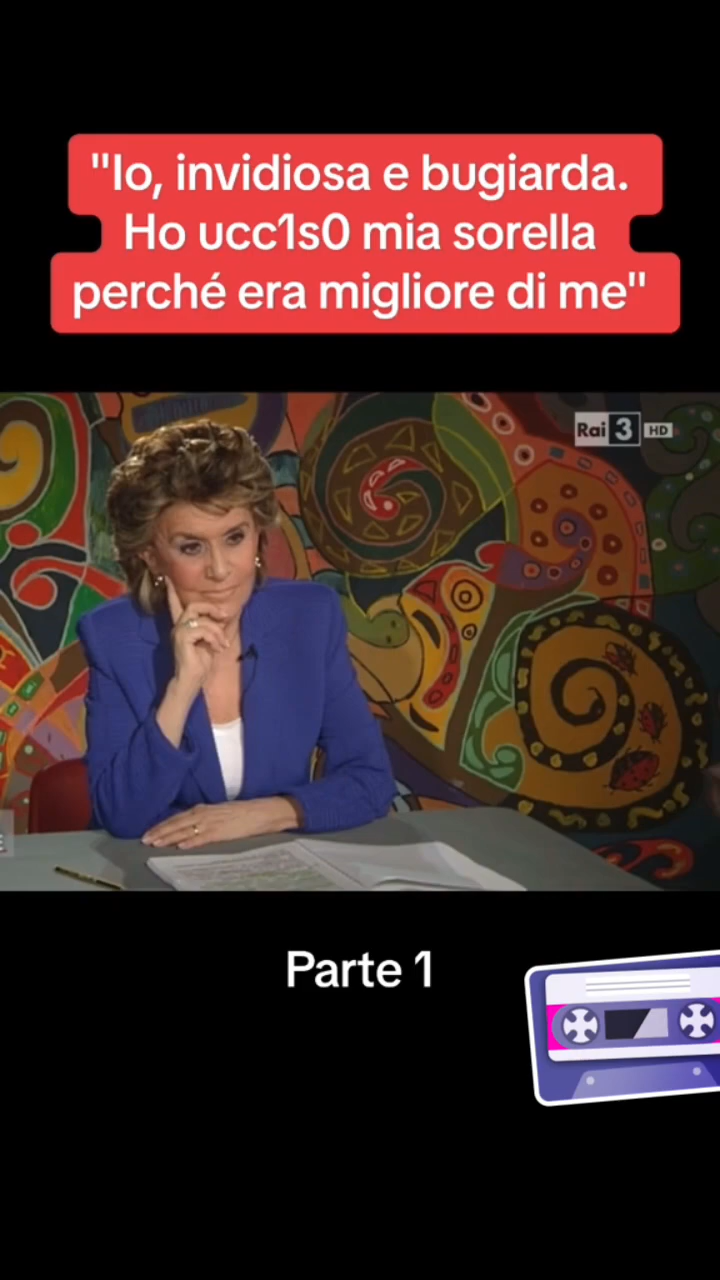 "Io, invidiosa e bugiarda.
Ho ucc1s0 mia sorella
perché era migliore di me"
Rai 3 HD
Parte 1